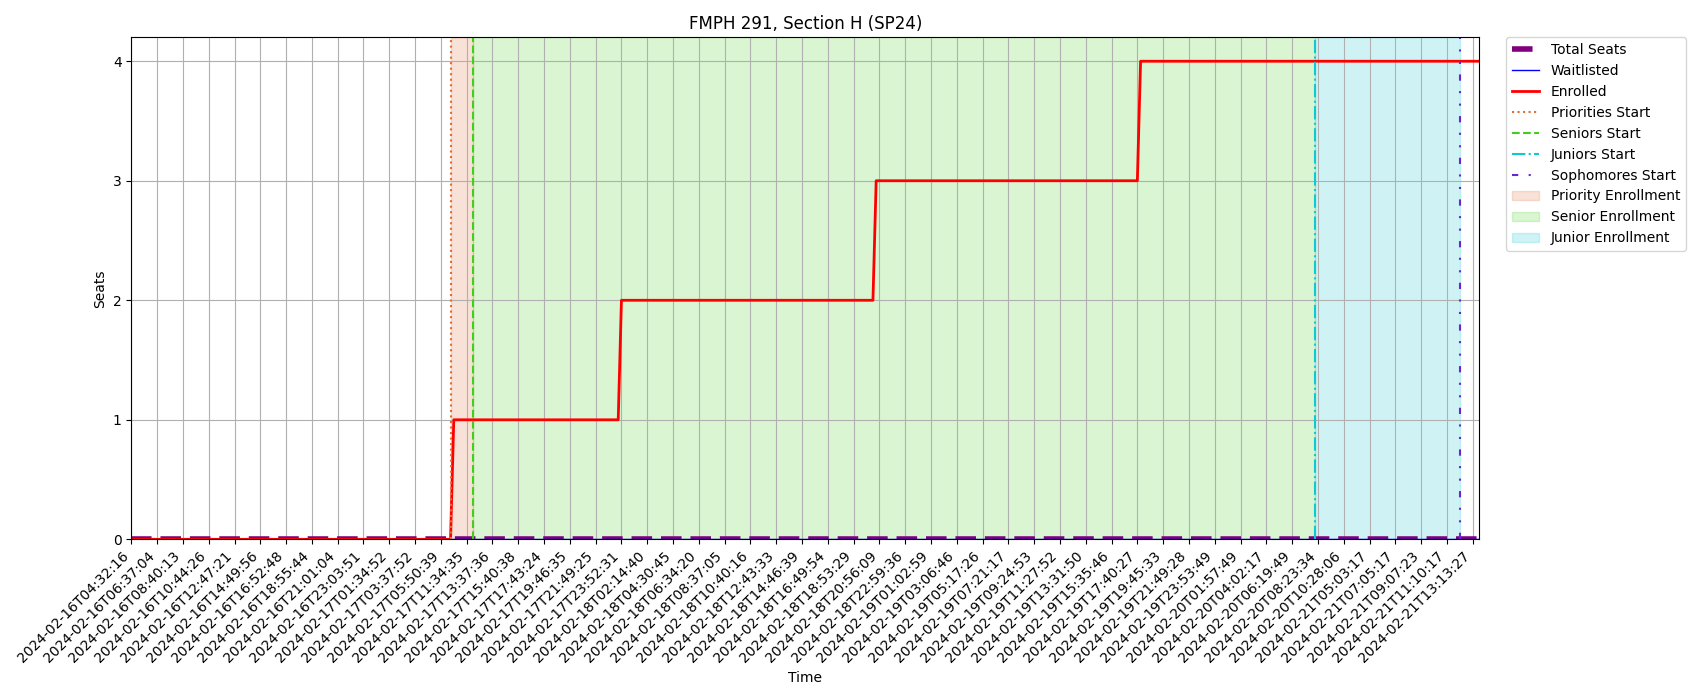 FMPH 291, Section H (SP24)
Total Seats
Waitlisted
Enrolled
Priorities Start
Seniors Start
Juniors Start
Sophomores Start
Priority Enrollment
Senior Enrollment
Junior Enrollment
Seats
4
3
2
1
0
2024-02-16T04:32:16
2024-02-16T06:37:04
2024-02-16T08:40:13
2024-02-16T10:44:26
2024-02-16T12:47:21
2024-02-16T14:49:56
2024-02-16T16:52:48
2024-02-16T18:55:44
2024-02-16T21:01:04
2024-02-16T23:03:51
2024-02-17T01:34:52
2024-02-17T03:37:52
2024-02-17T05:50:39
2024-02-17T11:34:35
2024-02-17T13:37:36
2024-02-17T15:40:38
2024-02-17T17:43:24
2024-02-17T19:46:35
2024-02-17T21:49:25
2024-02-17T23:52:31
2024-02-18T02:14:40
2024-02-18T04:30:45
2024-02-18T06:34:20
2024-02-18T08:37:05
2024-02-18T10:40:16
2024-02-18T12:43:33
2024-02-18T14:46:39
2024-02-18T16:49:54
2024-02-18T18:53:29
2024-02-18T20:56:09
2024-02-18T22:59:36
2024-02-19T01:02:59
2024-02-19T03:06:46
2024-02-19T05:17:26
2024-02-19T07:21:17
2024-02-19T09:24:53
2024-02-19T11:27:52
2024-02-19T13:31:50
2024-02-19T15:35:46
2024-02-19T17:40:27
2024-02-19T19:45:33
2024-02-19T21:49:28
2024-02-19T23:53:49
2024-02-20T01:57:49
2024-02-20T04:02:17
2024-02-20T06:19:49
2024-02-20T08:23:34
2024-02-20T10:28:06
2024-02-21T05:03:17
2024-02-21T07:05:17
2024-02-21T09:07:23
2024-02-21T11:10:17
2024-02-21T13:13:27
Time